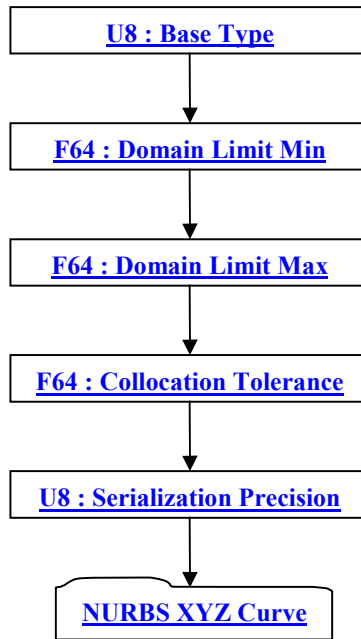 U8 : Base Type
F64 : Domain Limit Min
F64 : Domain Limit Max
F64 : Collocation Tolerance
U8 : Serialization Precision
NURBS XYZ Curve